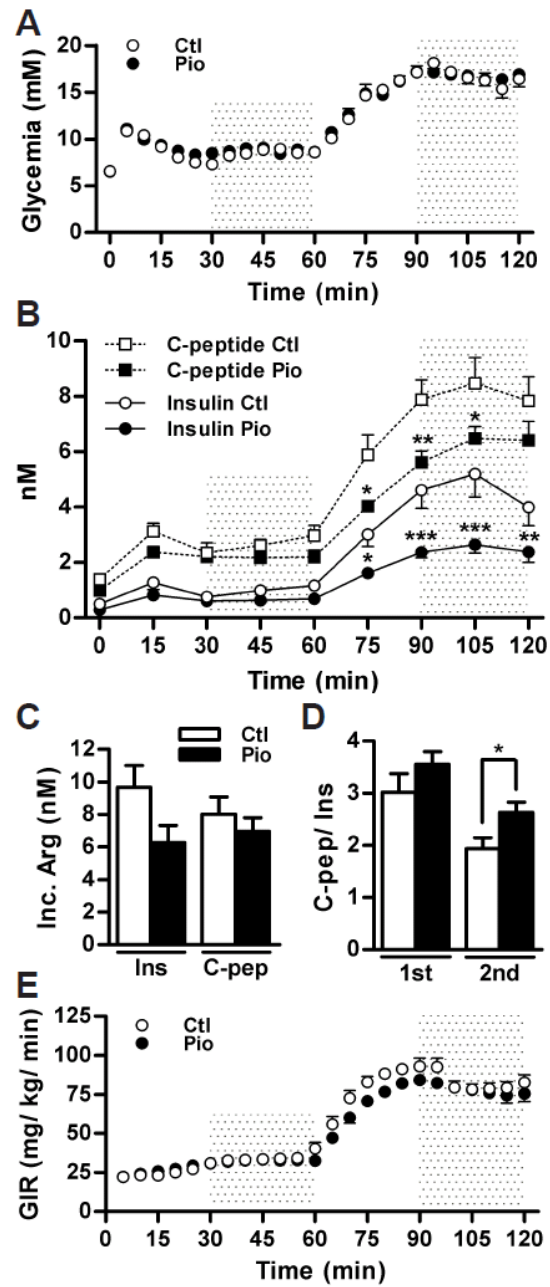 A
Ctl
Pio
20
15
10
5
0
Glycemia (mM)
0 15 30 45 60 75 90 105 120
Time (min)
B
C-peptide Ctl
C-peptide Pio
Insulin Ctl
Insulin Pio
10
8
6
4
2
0
nM
* ** *
* *** *** **
0 15 30 45 60 75 90 105 120
Time (min)
C
Ctl
Pio
12
10
8
6
4
2
0
Inc. Arg (nM)
Ins C-pep
D
4
3
2
1
0
C-pep/ Ins
*
1st 2nd
E
Ctl
Pio
125
100
75
50
25
0
GIR (mg/ kg/ min)
0 15 30 45 60 75 90 105 120
Time (min)